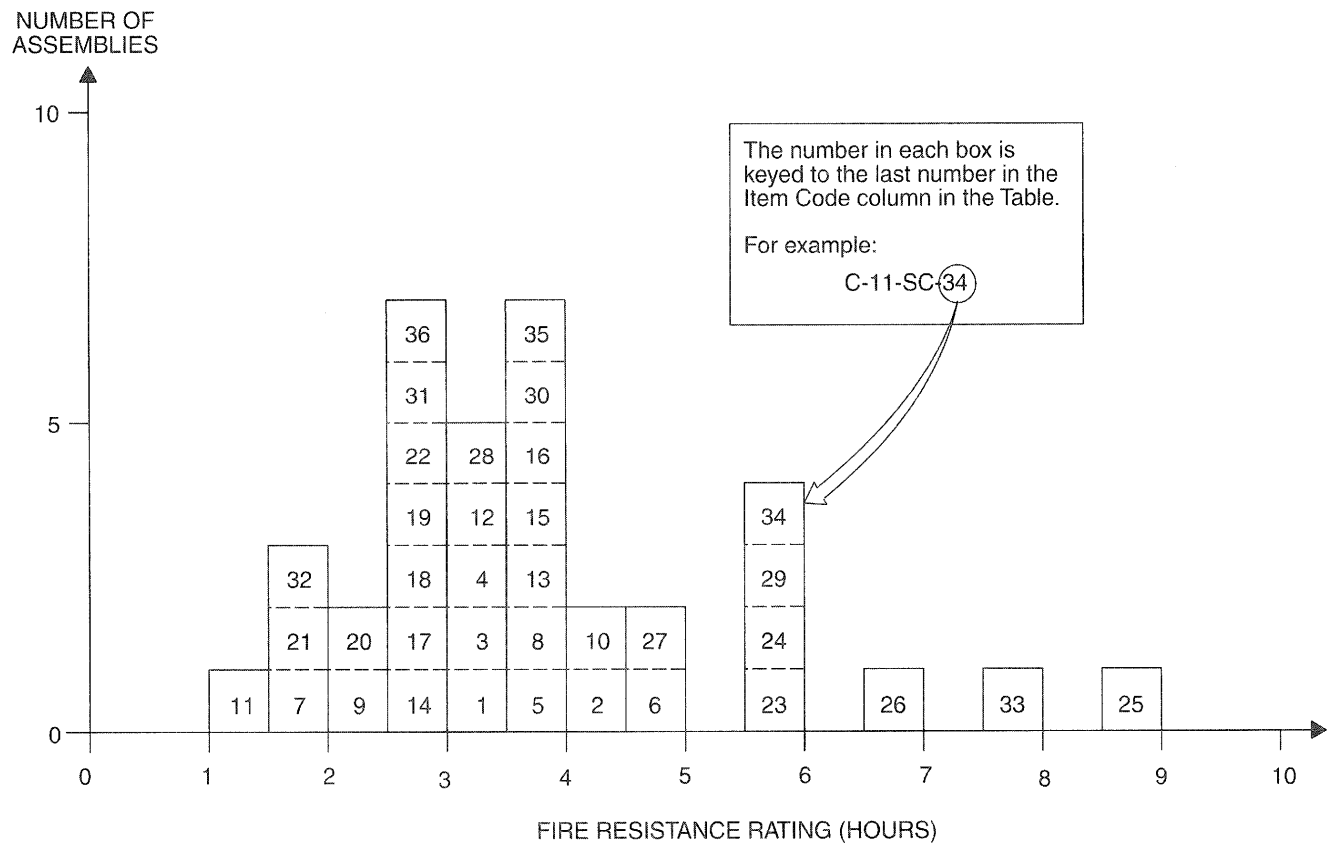 NUMBER OF
ASSEMBLIES
10
The number in each box is
keyed to the last number in the
Item Code column in the Table.
For example:
C-11-SC-34
36 35
31 30
5
22 28 16
19 12 15 34
32 18 4 13 29
21 20 17 3 8 10 27 24
11 7 9 14 1 5 2 6 23 26 33 25
0
0 1 2 3 4 5 6 7 8 9 10
FIRE RESISTANCE RATING (HOURS)